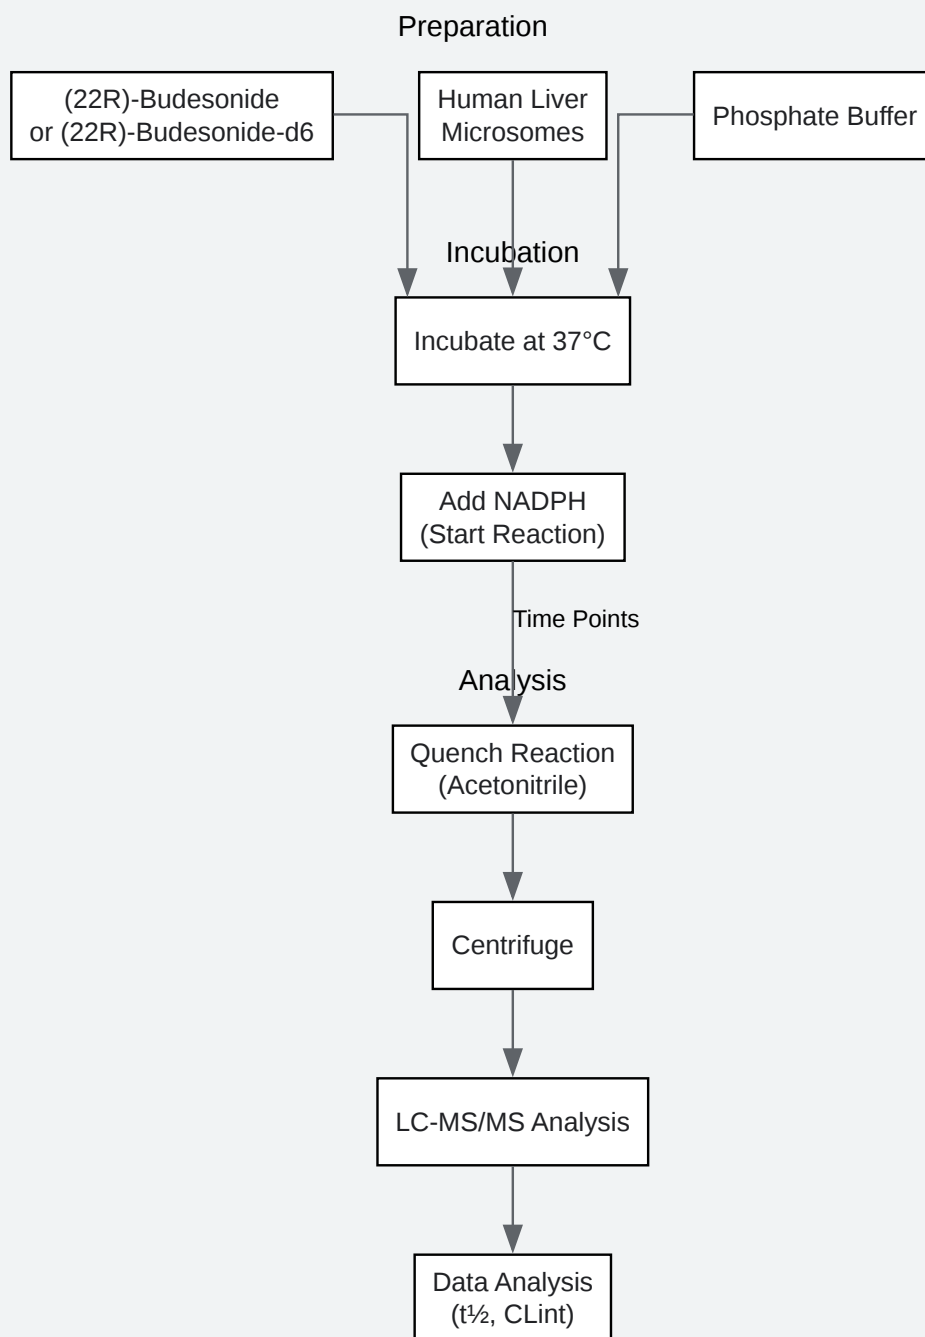 Preparation
(22R)-Budesonide
or (22R)-Budesonide-d6
Human Liver
Microsomes
Phosphate Buffer
Incubation
Incubate at 37°C
Add NADPH
(Start Reaction)
Time Points
Analysis
Quench Reaction
(Acetonitrile)
Centrifuge
LC-MS/MS Analysis
Data Analysis
(t½, CLint)